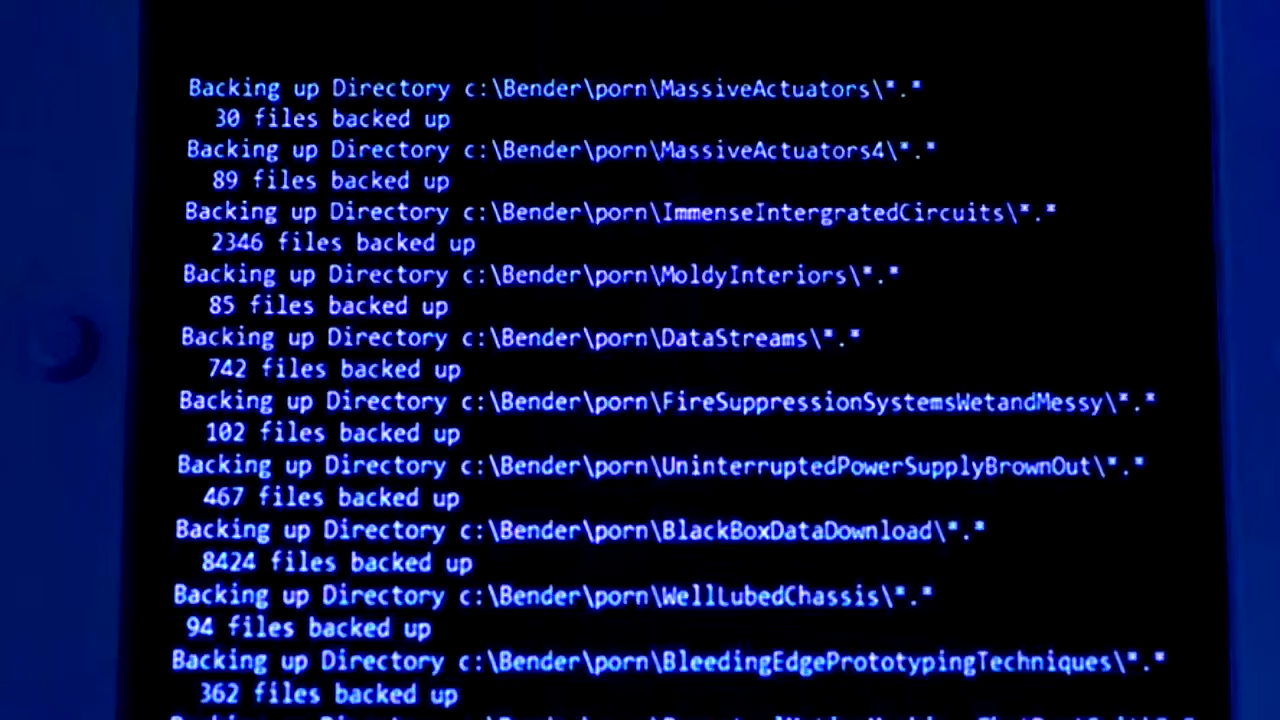 Backing up Directory c:\Bender\porn\MassiveActuators\*.*
30 files backed up
Backing up Directory c:\Bender\porn\MassiveActuators4\*.*
89 files backed up
Backing up Directory c:\Bender\porn\ImmenseIntergratedCircuits\*.*
2346 files backed up
Backing up Directory c:\Bender\porn\MoldyInteriors\*.*
85 files backed up
Backing up Directory c:\Bender\porn\DataStreams\*.*
742 files backed up
Backing up Directory c:\Bender\porn\FireSuppressionSystemsWetandMessy\*.*
102 files backed up
Backing up Directory c:\Bender\porn\UninterruptedPowerSupplyBrownOut\*.*
467 files backed up
Backing up Directory c:\Bender\porn\BlackBoxDataDownload\*.*
8424 files backed up
Backing up Directory c:\Bender\porn\WellLubedChassis\*.*
94 files backed up
Backing up Directory c:\Bender\porn\BleedingEdgePrototypingTechniques\*.*
362 files backed up